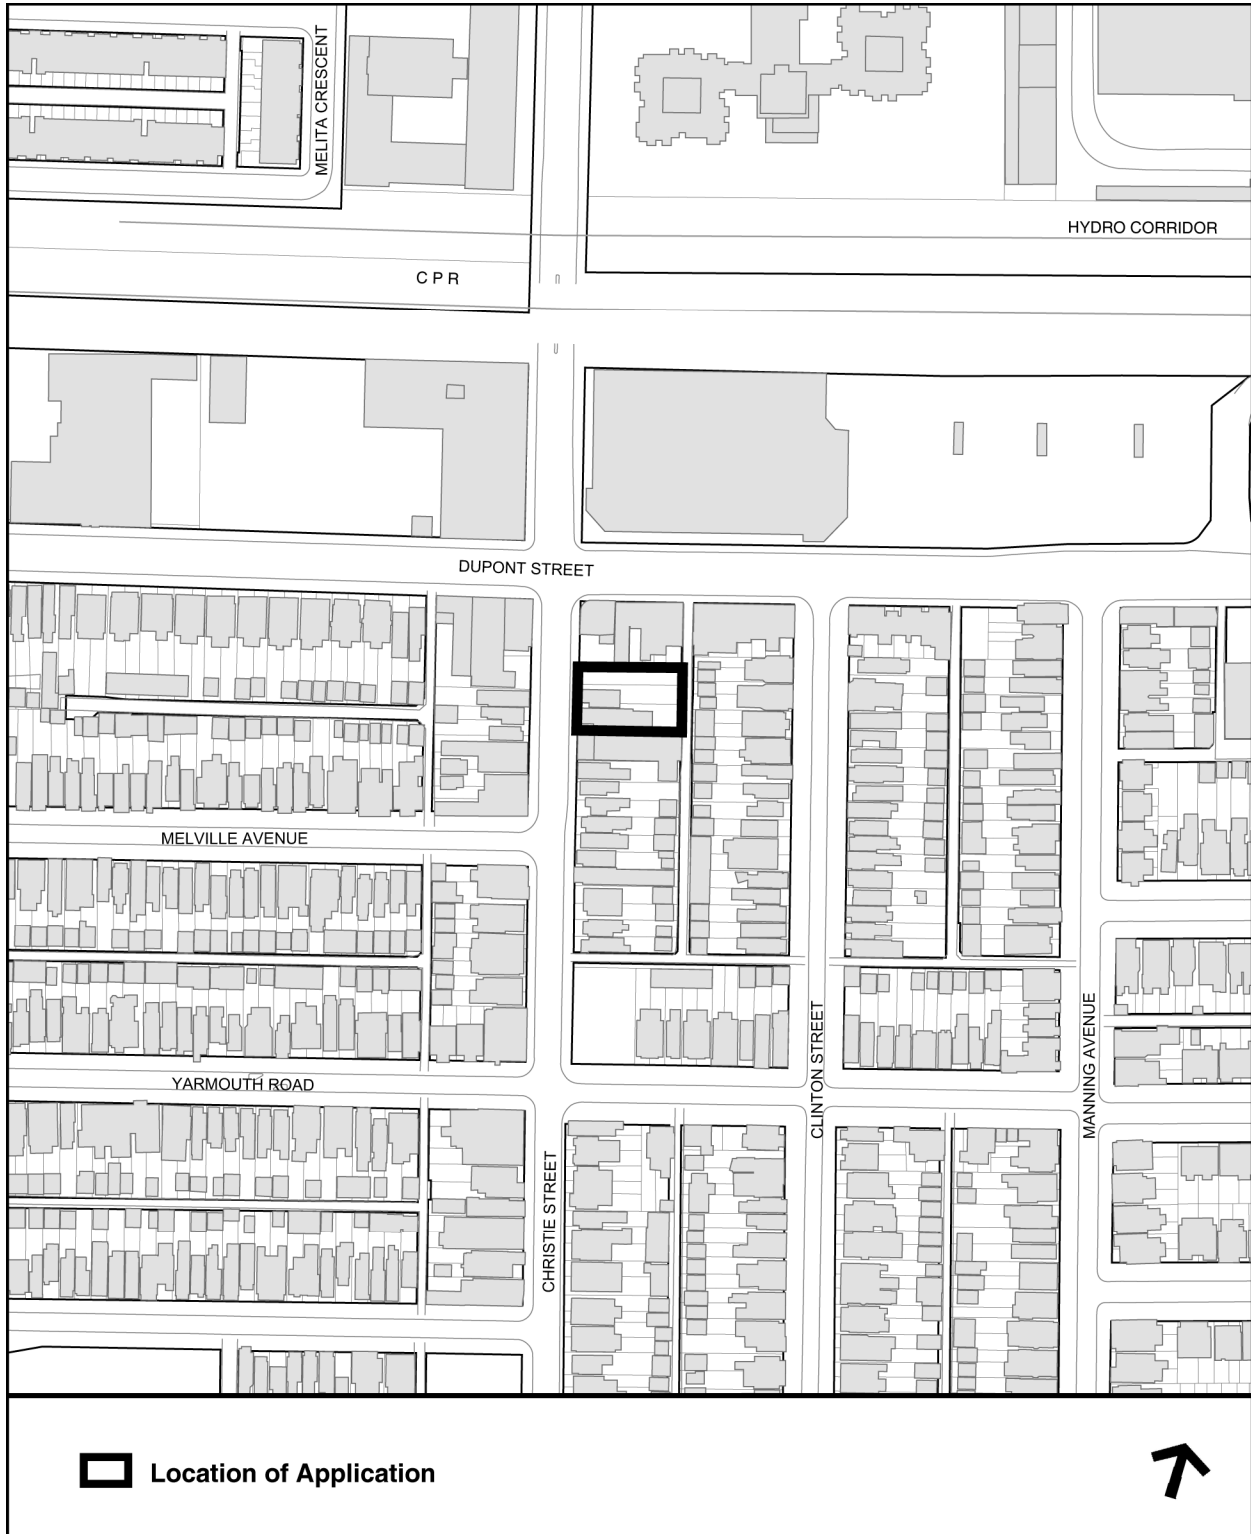 MELITA CRESCENT
HYDRO CORRIDOR
C P R
DUPONT STREET
MELVILLE AVENUE
YARMOUTH ROAD
CLINTON STREET
MANNING AVENUE
CHRISTIE STREET
Location of Application